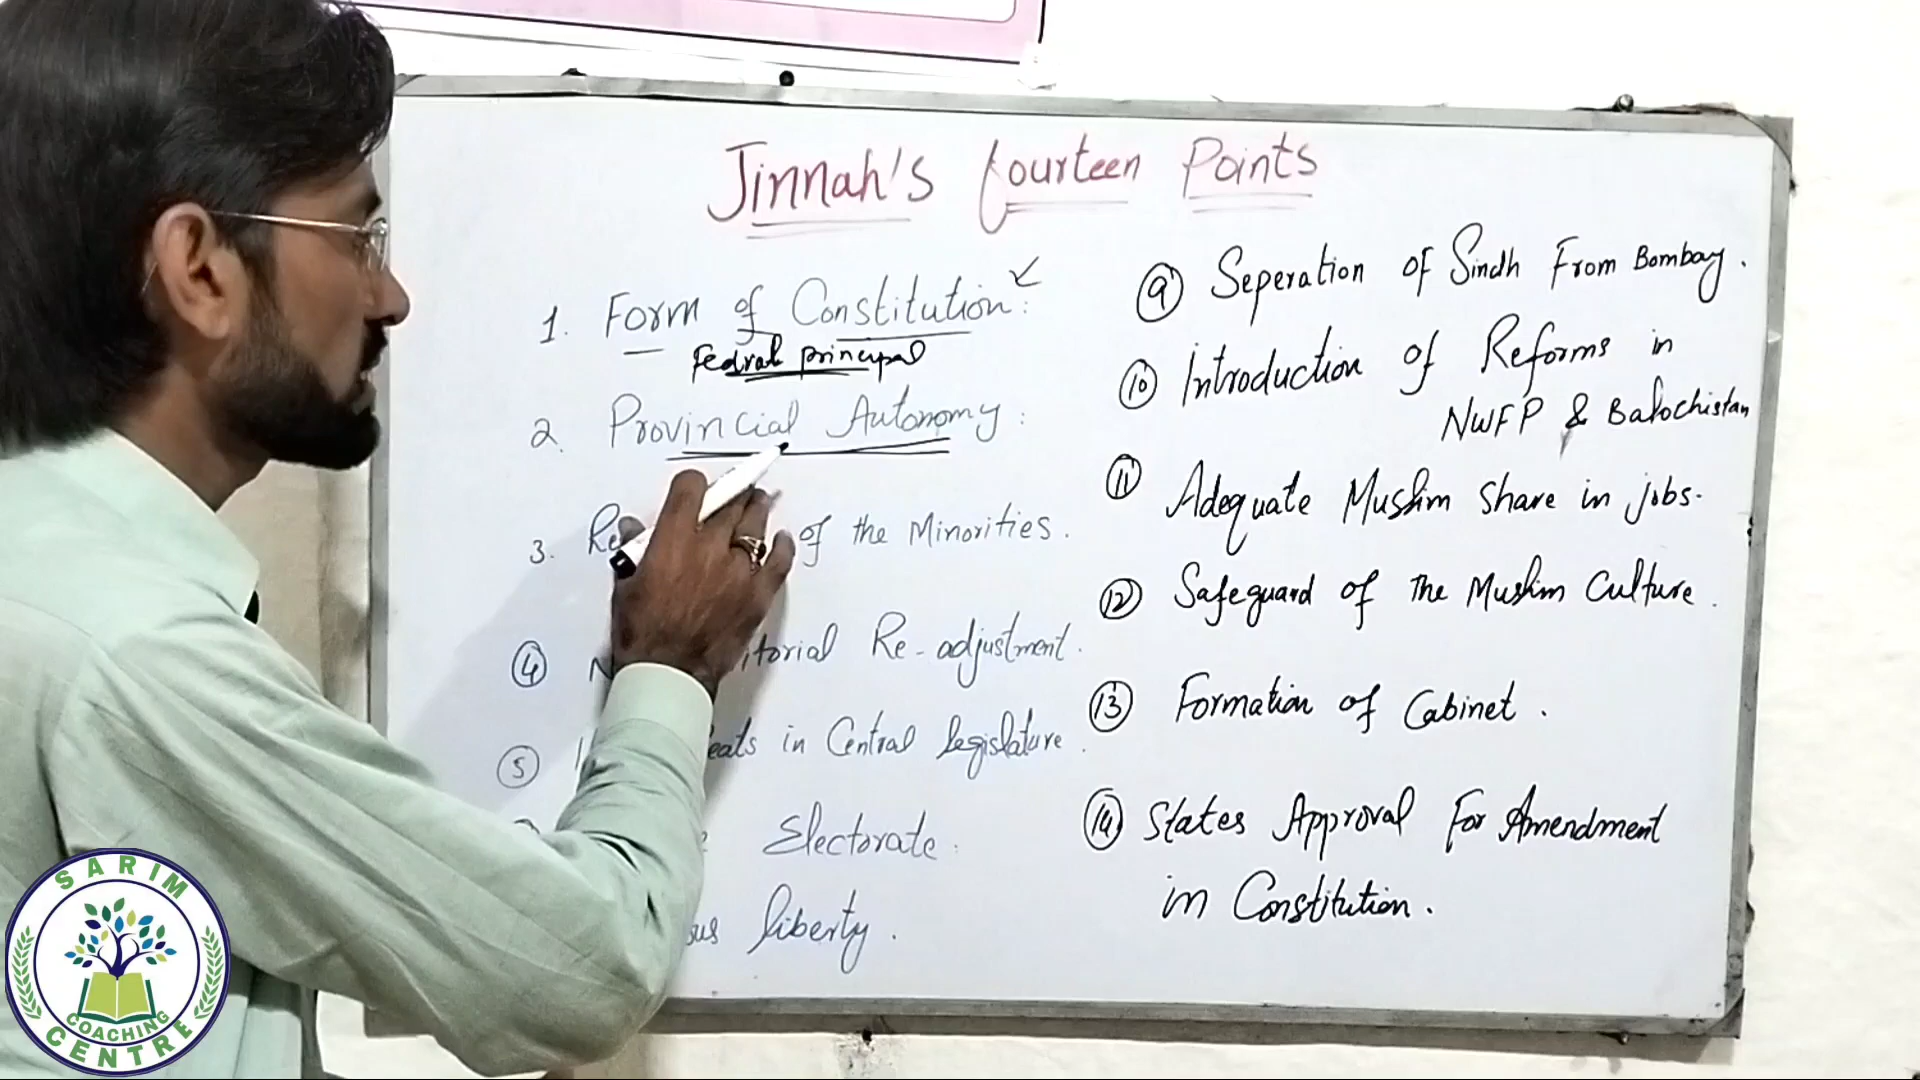 Jinnah's Fourteen Points
1. Form of Constitution:
Fedral principal
2. Provincial Autonomy:
3. of the Minorities.
④ Re-adjustment.
⑤ in Central legislature.
Electorate.
liberty.
⑨ Seperation of Sindh From Bombay.
⑩ Introduction of Reforms in
NWFP & Balochistan
⑪ Adequate Muslim Share in jobs.
⑫ Safeguard of the Muslim Culture.
⑬ Formation of Cabinet.
⑭ States Approval For Amendment
in Constitution.
SARIM
COACHING
CENTRE